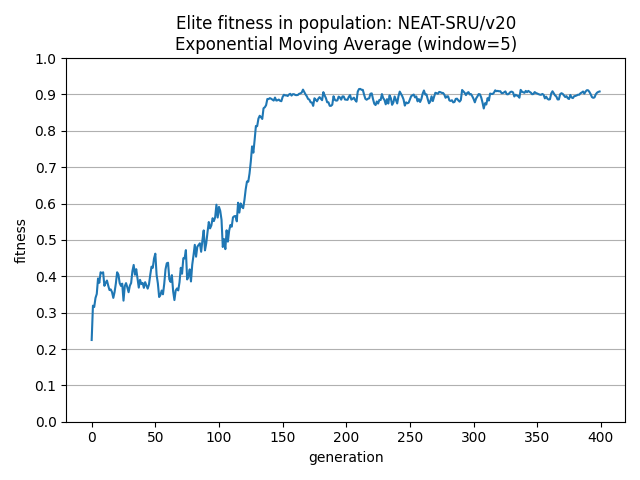 Elite fitness in population: NEAT-SRU/v20
Exponential Moving Average (window=5)
1.0
0.9
0.8
0.7
0.6
0.5
0.4
0.3
0.2
0.1
0.0
fitness
0 50 100 150 200 250 300 350 400
generation